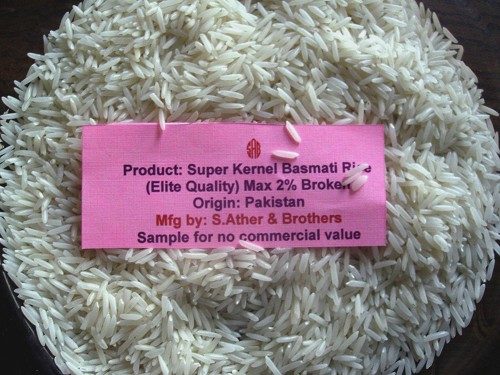 SAB
Product: Super Kernel Basmati Rice
(Elite Quality) Max 2% Broken
Origin: Pakistan
Mfg by: S.Ather & Brothers
Sample for no commercial value